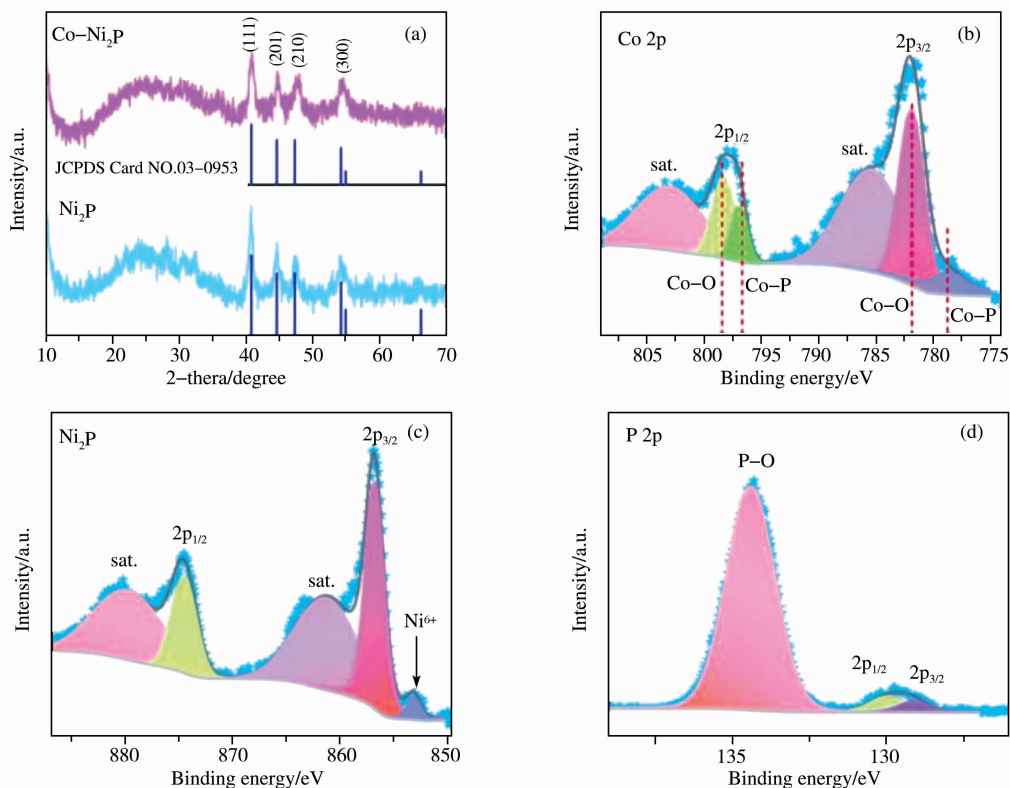 Co−Ni₂P
(a)
(111)
(201)
(210)
(300)
JCPDS Card NO.03−0953
Ni₂P
Intensity/a.u.
10 20 30 40 50 60 70
2−thera/degree
Co 2p
(b)
2p₃/₂
2p₁/₂
sat.
sat.
Co−O
Co−P
Co−O
Co−P
Intensity/a.u.
805 800 795 790 785 780 775
Binding energy/eV
Ni₂P
(c)
2p₃/₂
2p₁/₂
sat.
sat.
Ni⁶⁺
Intensity/a.u.
880 870 860 850
Binding energy/eV
P 2p
(d)
P−O
2p₁/₂
2p₃/₂
Intensity/a.u.
135 130
Binding energy/eV